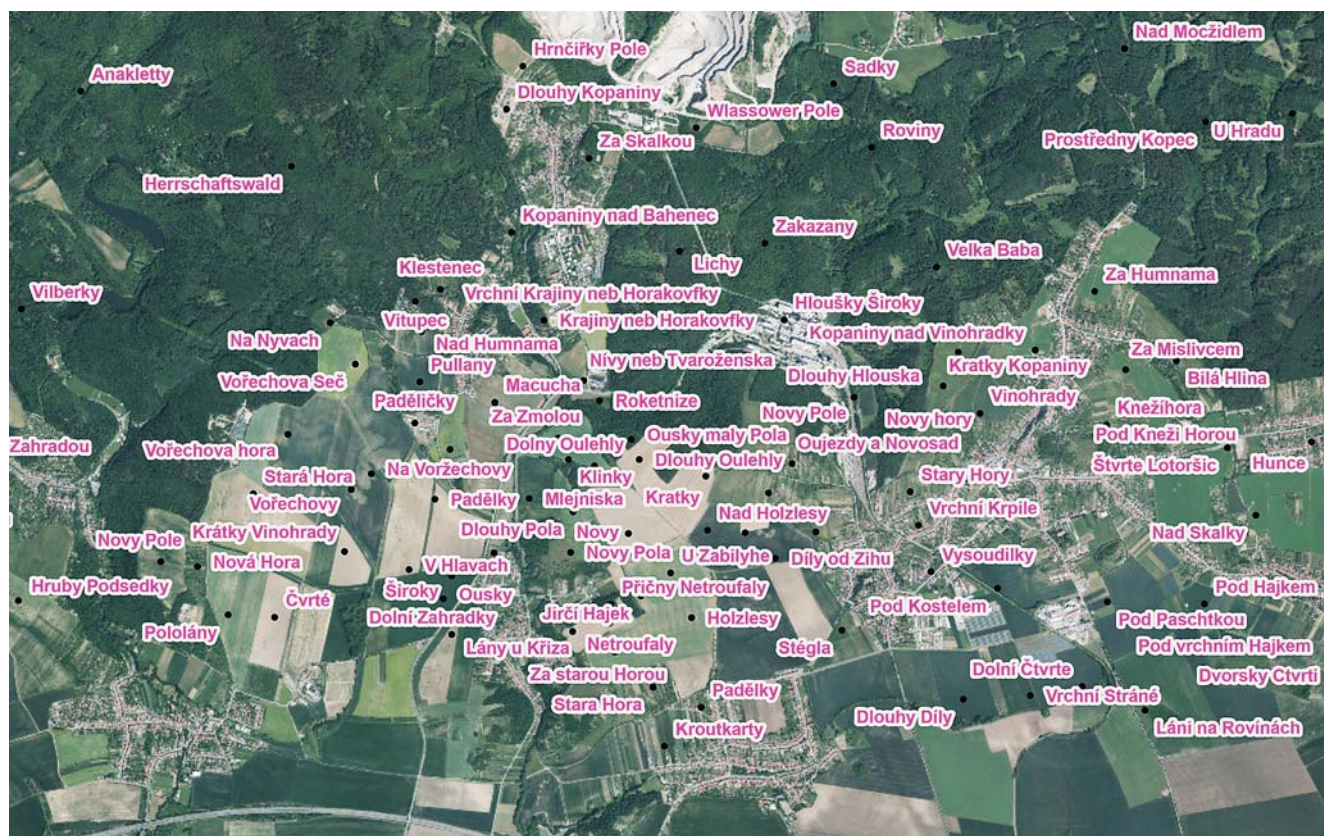 Nad Mocžidlem
Hrnčiřky Pole
Sadky
Anakletty
Dlouhy Kopaniny
Wlassower Pole
U Hradu
Za Skalkou
Roviny
Prostředny Kopec
Herrschaftswald
Kopaniny nad Bahenec
Zakazany
Velka Baba
Lichy
Klestenec
Za Humnama
Vilberky
Vrchní Krajiny neb Horakovfky
Hloušky Široky
Vitupec
Krajiny neb Horakovfky
Kopaniny nad Vinohradky
Na Nyvach
Nad Humnama
Za Mislivcem
Nívy neb Tvaroženska
Pullany
Kratky Kopaniny
Vořechova Seč
Macucha
Dlouhy Hlouska
Bilá Hlina
Paděličky
Roketnize
Vinohrady
Za Zmolou
Novy Pole
Novy hory
Knežíhora
Ousky maly Pola
Pod Kneži Horou
Zahradou
Vořechova hora
Dolny Oulehly
Oujezdy a Novosad
Dlouhy Oulehly
Na Voržechovy
Štvrte Lotoršic
Hunce
Stará Hora
Klinky
Stary Hory
Vořechovy
Padělky
Mlejniska
Kratky
Nad Holzlesy
Vrchní Krpile
Krátky Vinohrady
Dlouhy Pola
Novy
Nad Skalky
Novy Pole
Novy Pola
U Zabilyhe
Díly od Zihu
Vysoudilky
Nová Hora
V Hlavach
Hruby Podsedky
Široky
Ousky
Přičny Netroufaly
Pod Hajkem
Čvrté
Pod Kostelem
Jirčí Hajek
Dolní Zahradky
Holzlesy
Pod Paschtkou
Pololány
Lány u Křiza
Netroufaly
Stégla
Pod vrchním Hajkem
Za starou Horou
Dolní Čtvrte
Dvorsky Ctvrti
Padělky
Vrchní Stráné
Stara Hora
Dlouhy Díly
Lání na Rovínách
Kroutkarty